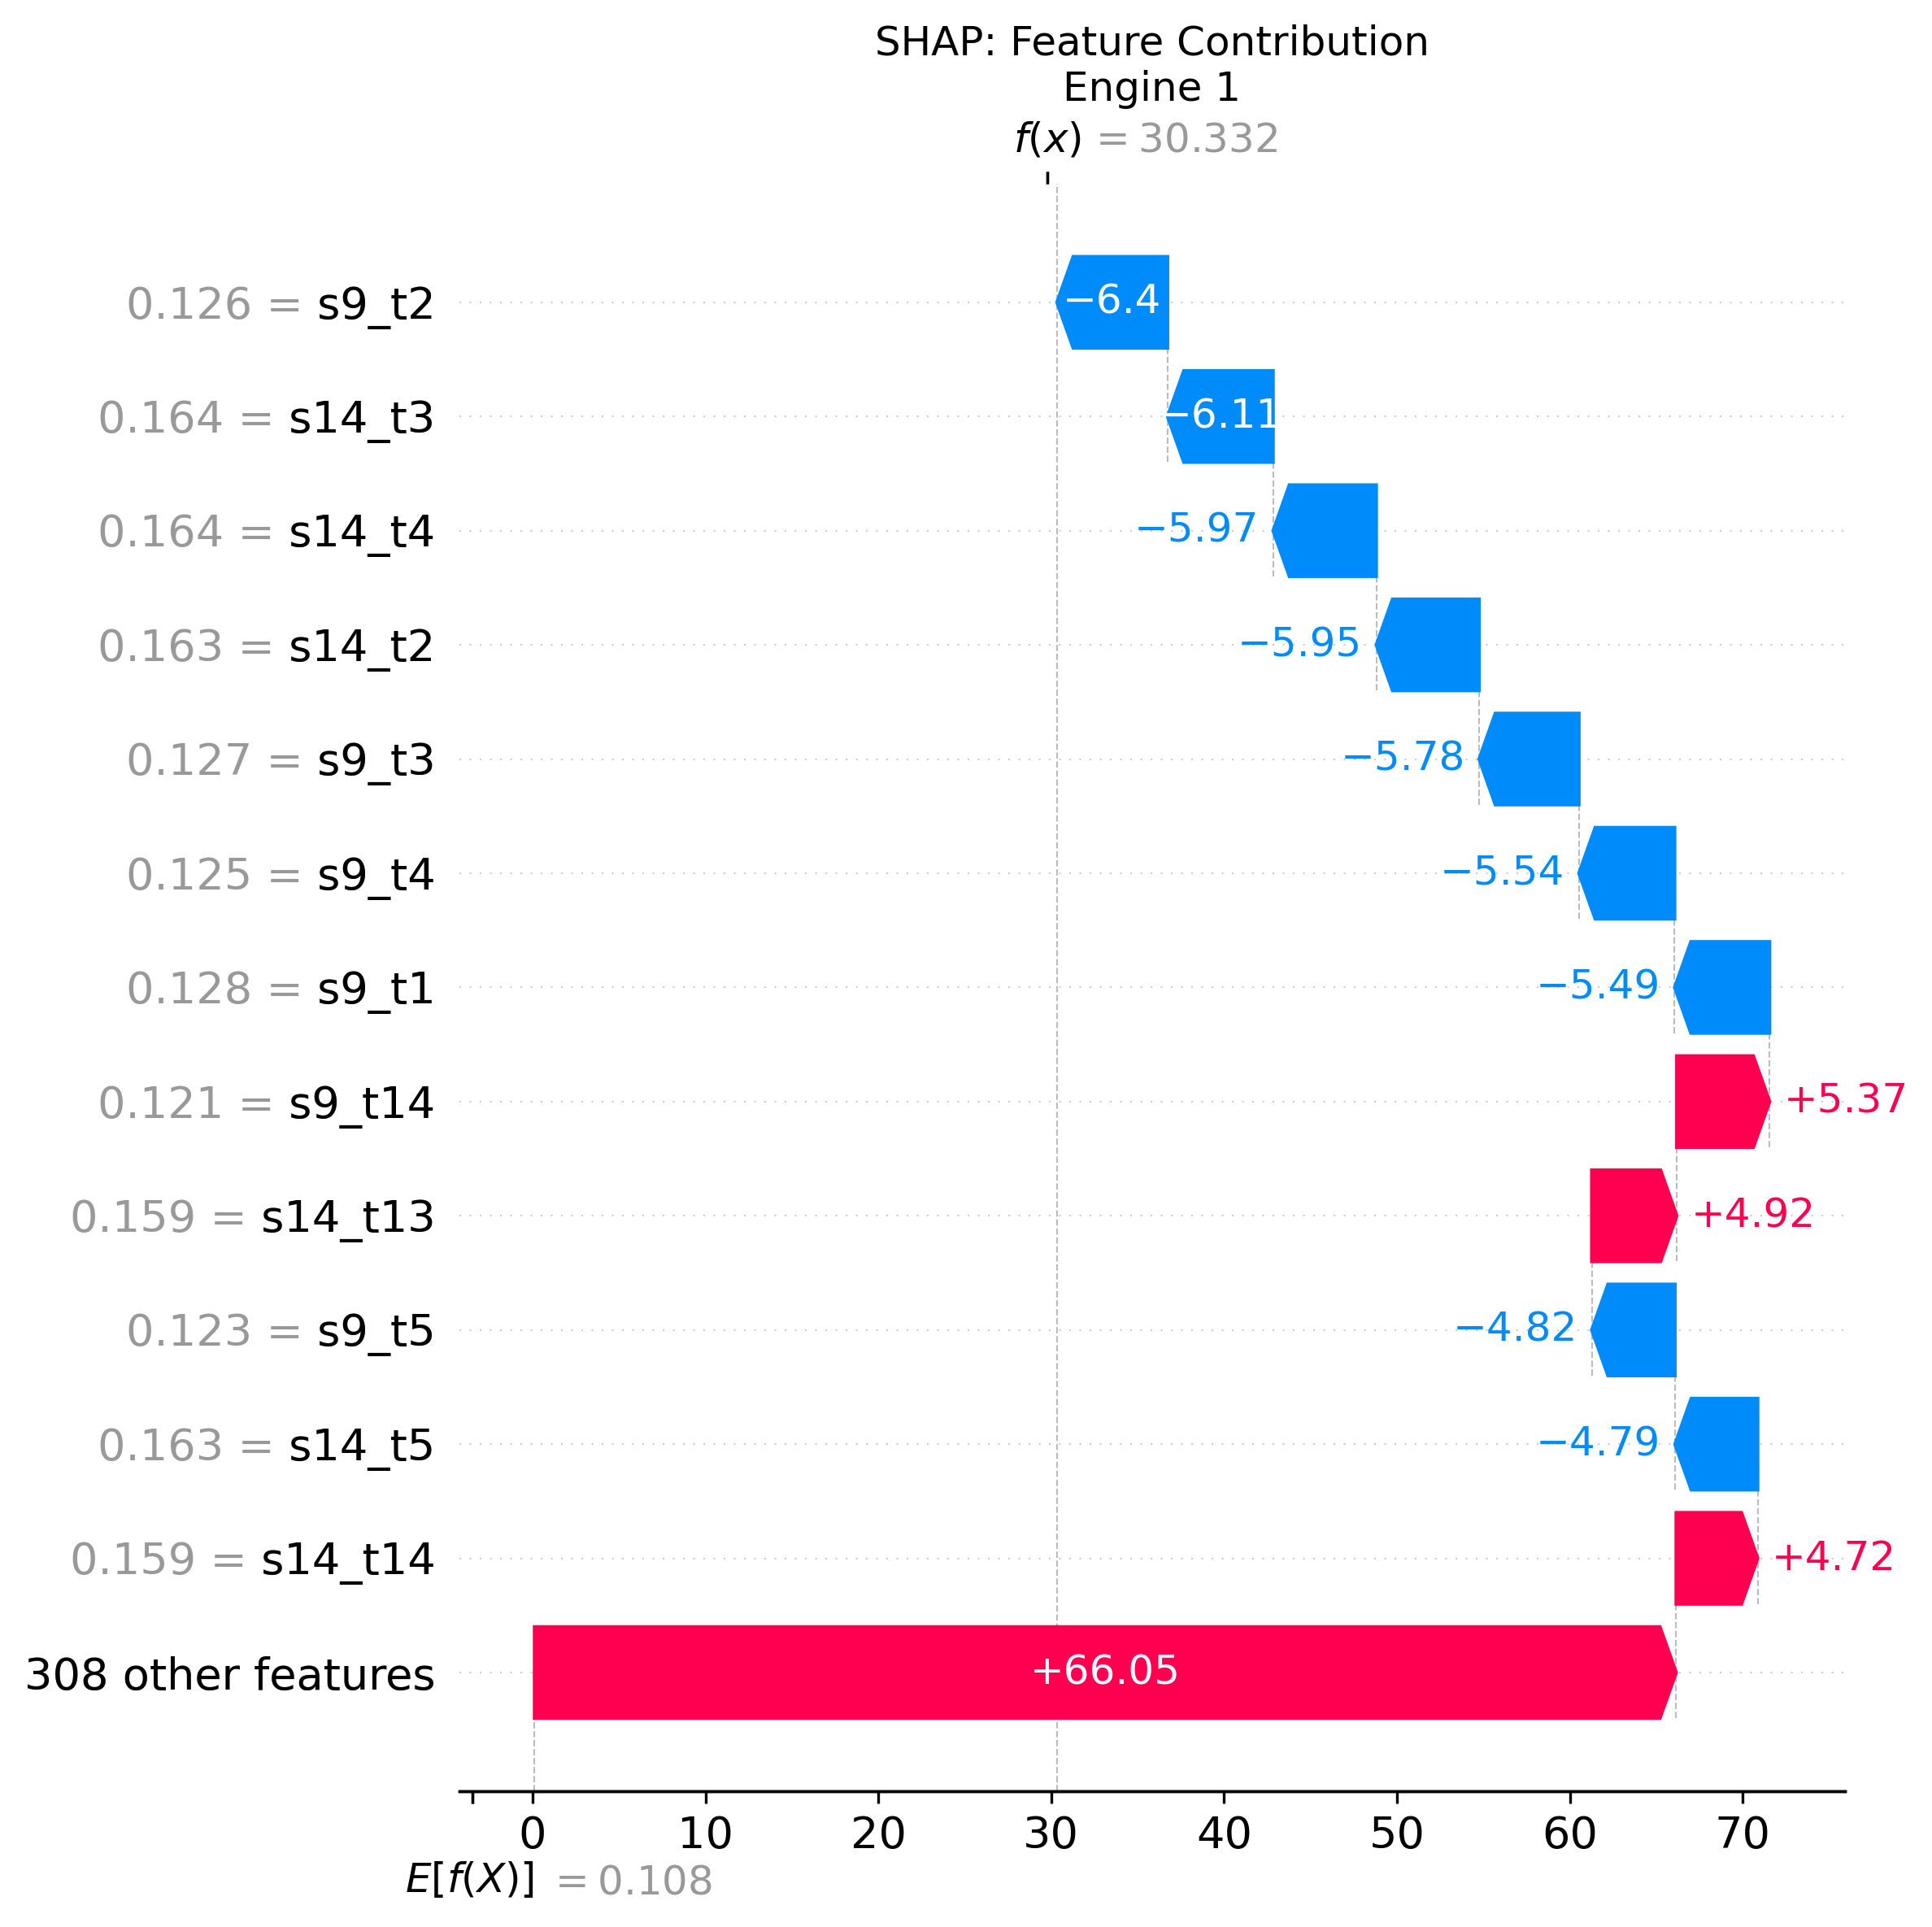 SHAP: Feature Contribution
Engine 1
f(x) = 30.332
0.126 = s9_t2
−6.4
0.164 = s14_t3
−6.11
0.164 = s14_t4
−5.97
0.163 = s14_t2
−5.95
0.127 = s9_t3
−5.78
0.125 = s9_t4
−5.54
0.128 = s9_t1
−5.49
0.121 = s9_t14
+5.37
0.159 = s14_t13
+4.92
0.123 = s9_t5
−4.82
0.163 = s14_t5
−4.79
0.159 = s14_t14
+4.72
308 other features
+66.05
0 10 20 30 40 50 60 70
E[f(X)] = 0.108